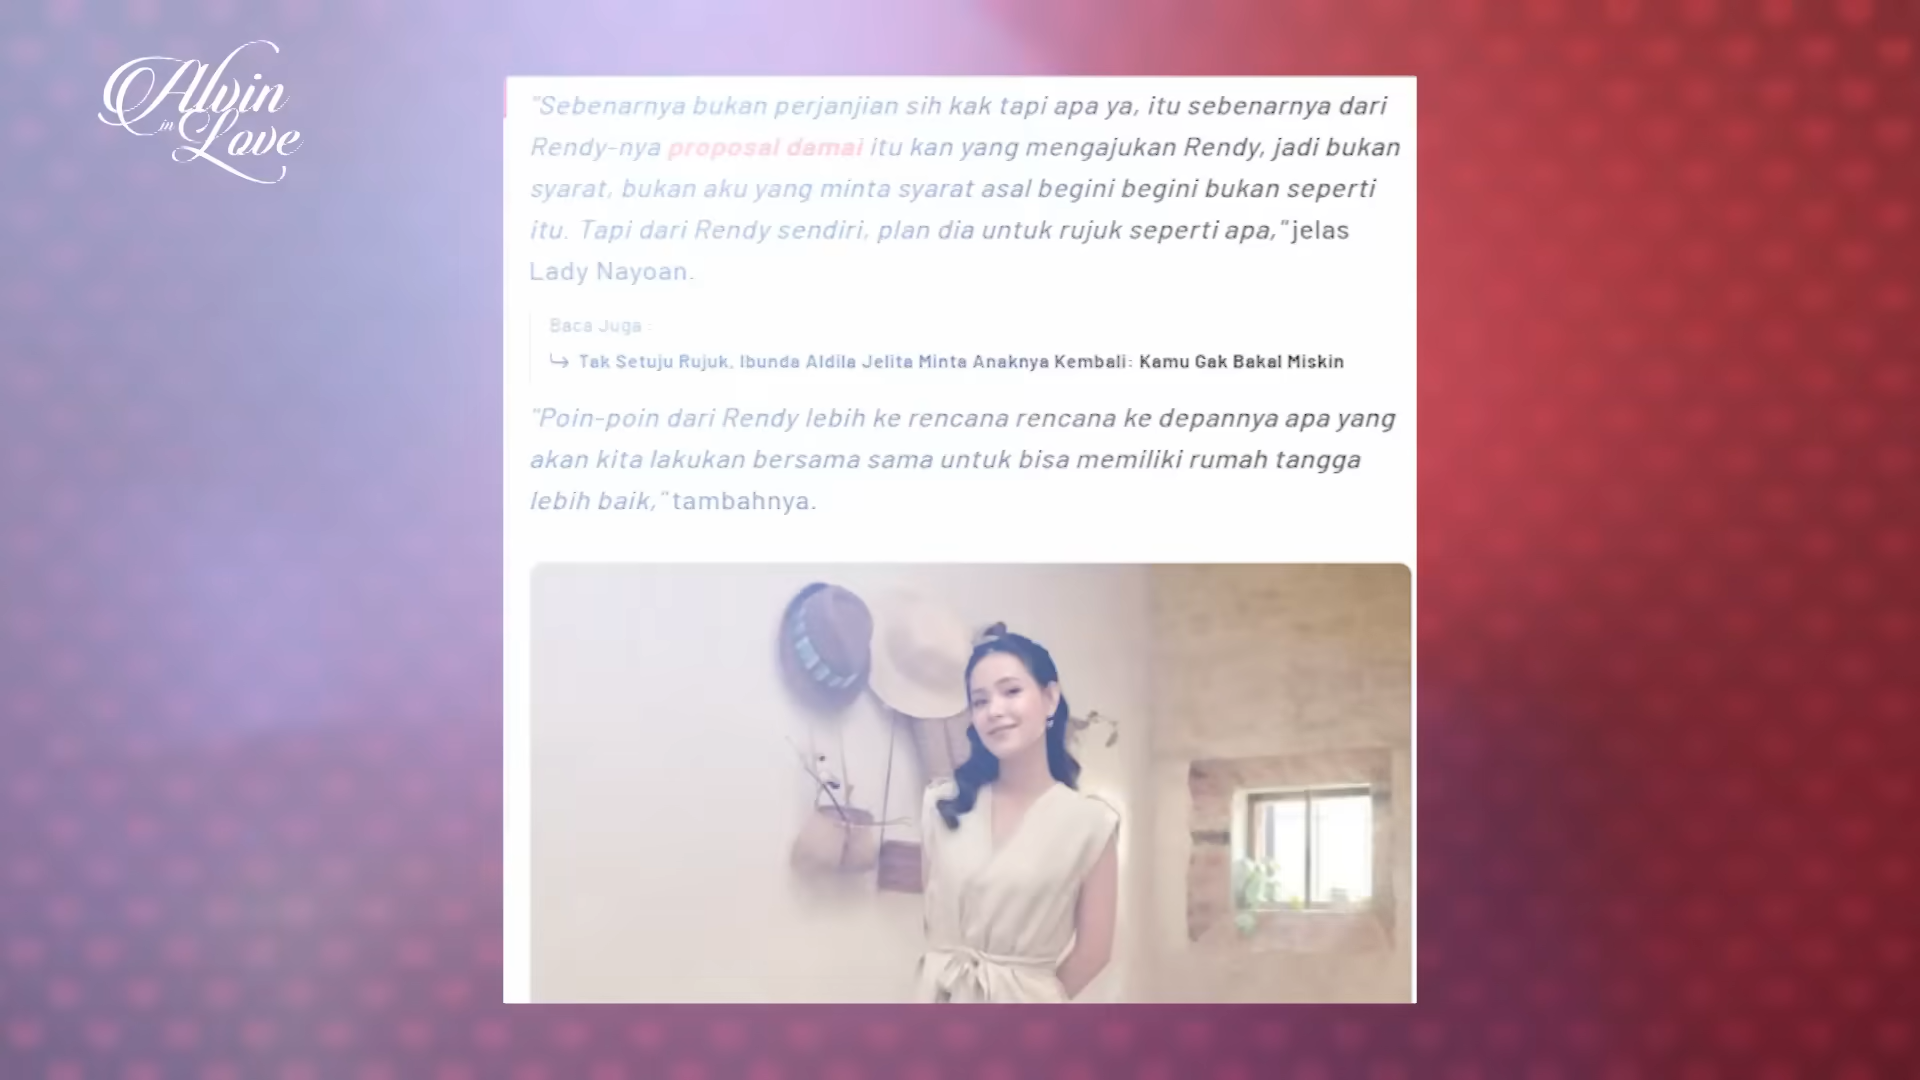 Alvin
in
Love
"Sebenarnya bukan perjanjian sih kak tapi apa ya, itu sebenarnya dari
Rendy-nya proposal damai itu kan yang mengajukan Rendy, jadi bukan
syarat, bukan aku yang minta syarat asal begini begini bukan seperti
itu. Tapi dari Rendy sendiri, plan dia untuk rujuk seperti apa," jelas
Lady Nayoan.
Baca Juga :
↳ Tak Setuju Rujuk, Ibunda Aldila Jelita Minta Anaknya Kembali: Kamu Gak Bakal Miskin
"Poin-poin dari Rendy lebih ke rencana rencana ke depannya apa yang
akan kita lakukan bersama sama untuk bisa memiliki rumah tangga
lebih baik," tambahnya.